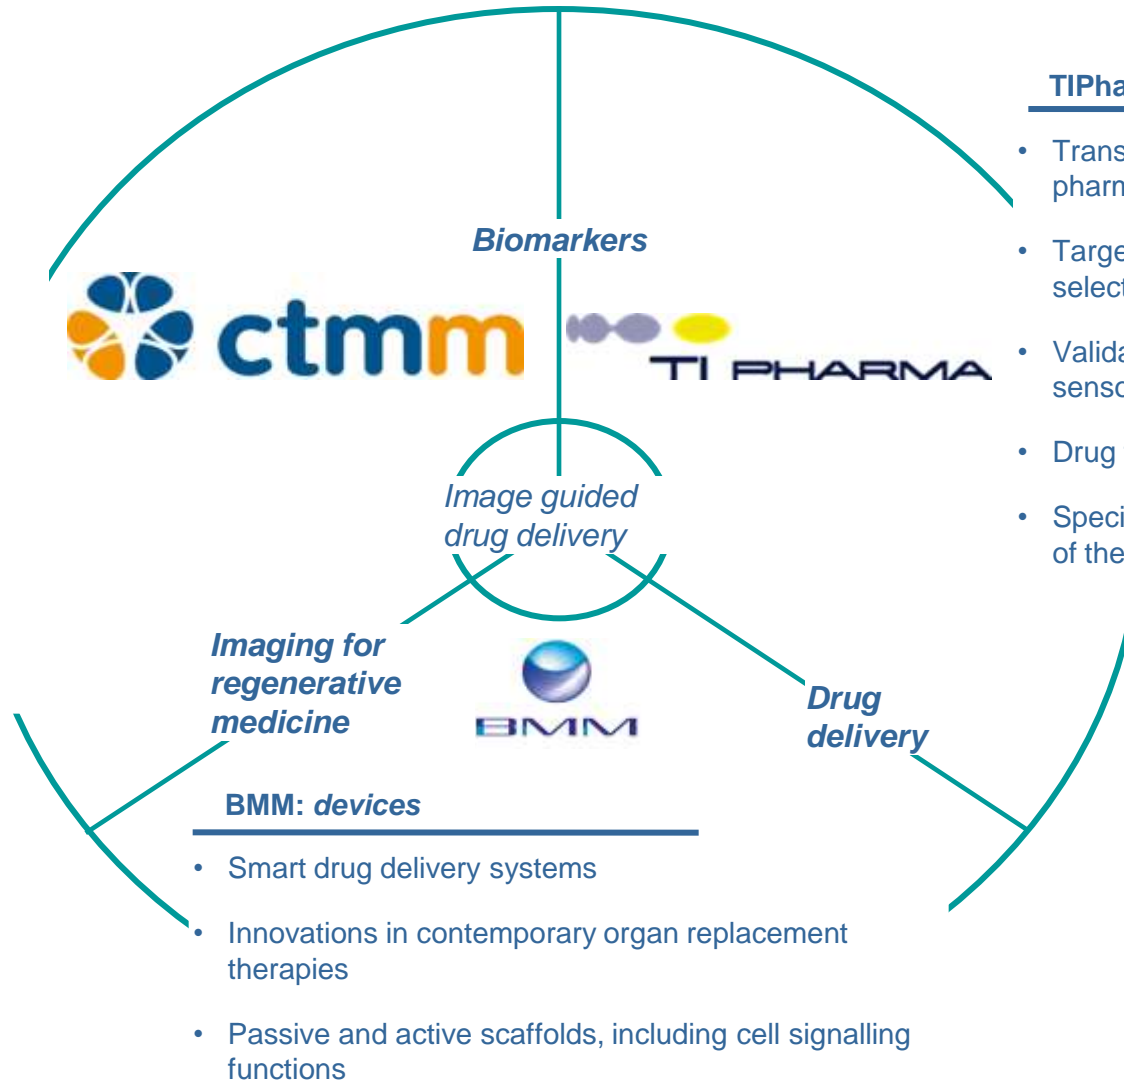 TIPha
• Trans
pharm
• Targe
select
• Valida
senso
• Drug
• Speci
of the
Biomarkers
ctmm
TI PHARMA
Image guided
drug delivery
Imaging for
regenerative
medicine
BMM
Drug
delivery
BMM: devices
• Smart drug delivery systems
• Innovations in contemporary organ replacement
therapies
• Passive and active scaffolds, including cell signalling
functions